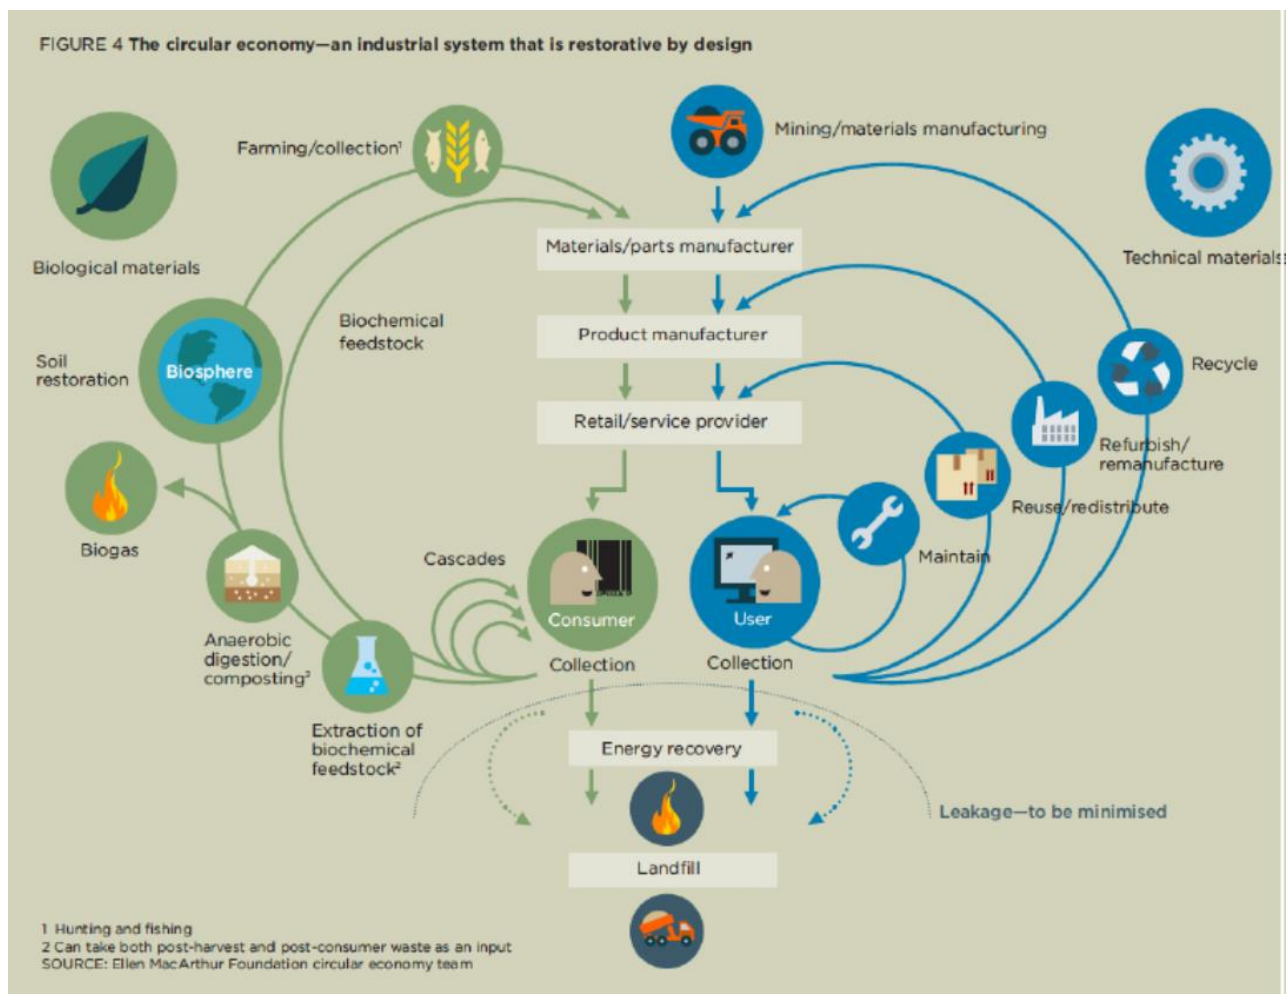 FIGURE 4 The circular economy—an industrial system that is restorative by design
Farming/collection¹
Mining/materials manufacturing
Biological materials
Technical materials
Materials/parts manufacturer
Biochemical
feedstock
Product manufacturer
Soil
restoration
Biosphere
Recycle
Retail/service provider
Refurbish/
remanufacture
Reuse/redistribute
Biogas
Cascades
Maintain
Consumer
User
Anaerobic
digestion/
composting²
Collection
Collection
Extraction of
biochemical
feedstock²
Energy recovery
Leakage—to be minimised
Landfill
1 Hunting and fishing
2 Can take both post-harvest and post-consumer waste as an input
SOURCE: Ellen MacArthur Foundation circular economy team